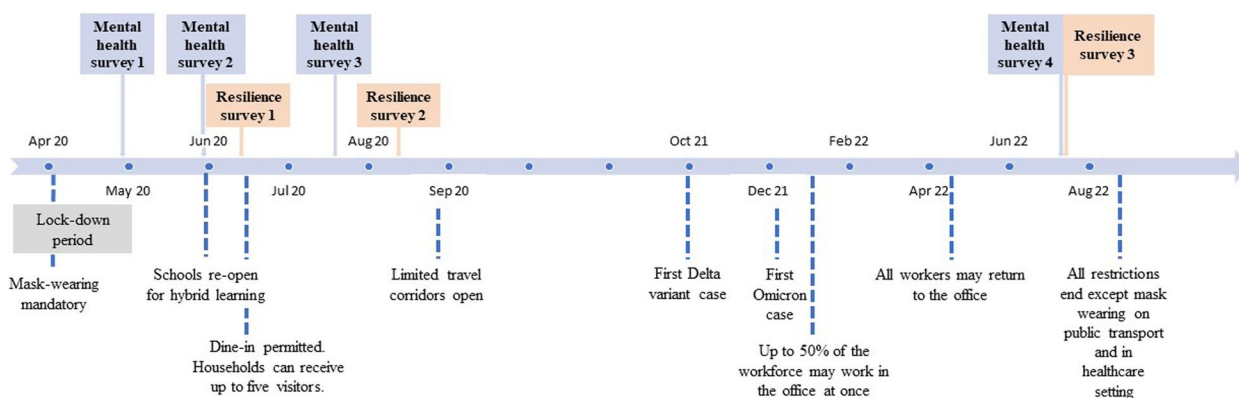 Mental
health
survey 1
Mental
health
survey 2
Resilience
survey 1
Mental
health
survey 3
Resilience
survey 2
Mental
health
survey 4
Resilience
survey 3
Apr 20
Jun 20
Aug 20
Oct 21
Feb 22
Jun 22
May 20
Jul 20
Sep 20
Dec 21
Apr 22
Aug 22
Lock-down
period
Mask-wearing
mandatory
Schools re-open
for hybrid learning
Dine-in permitted.
Households can receive
up to five visitors.
Limited travel
corridors open
First Delta
variant case
First
Omicron
case
Up to 50% of the
workforce may work in
the office at once
All workers may return
to the office
All restrictions
end except mask
wearing on
public transport
and in
healthcare
setting